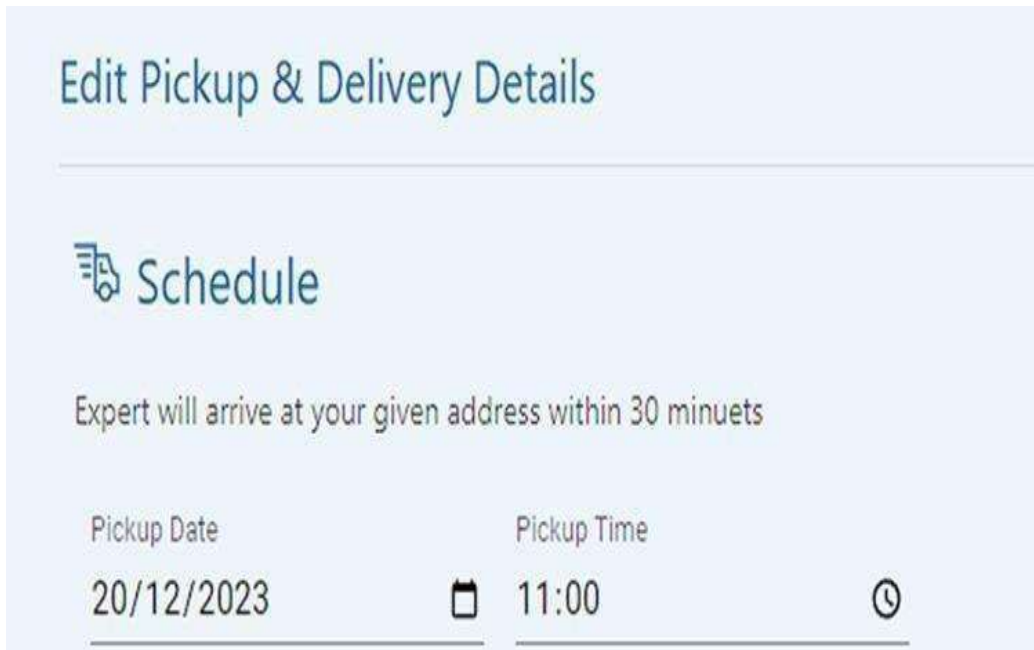 Edit Pickup & Delivery Details
Schedule
Expert will arrive at your given address within 30 minuets
Pickup Date Pickup Time
20/12/2023 11:00